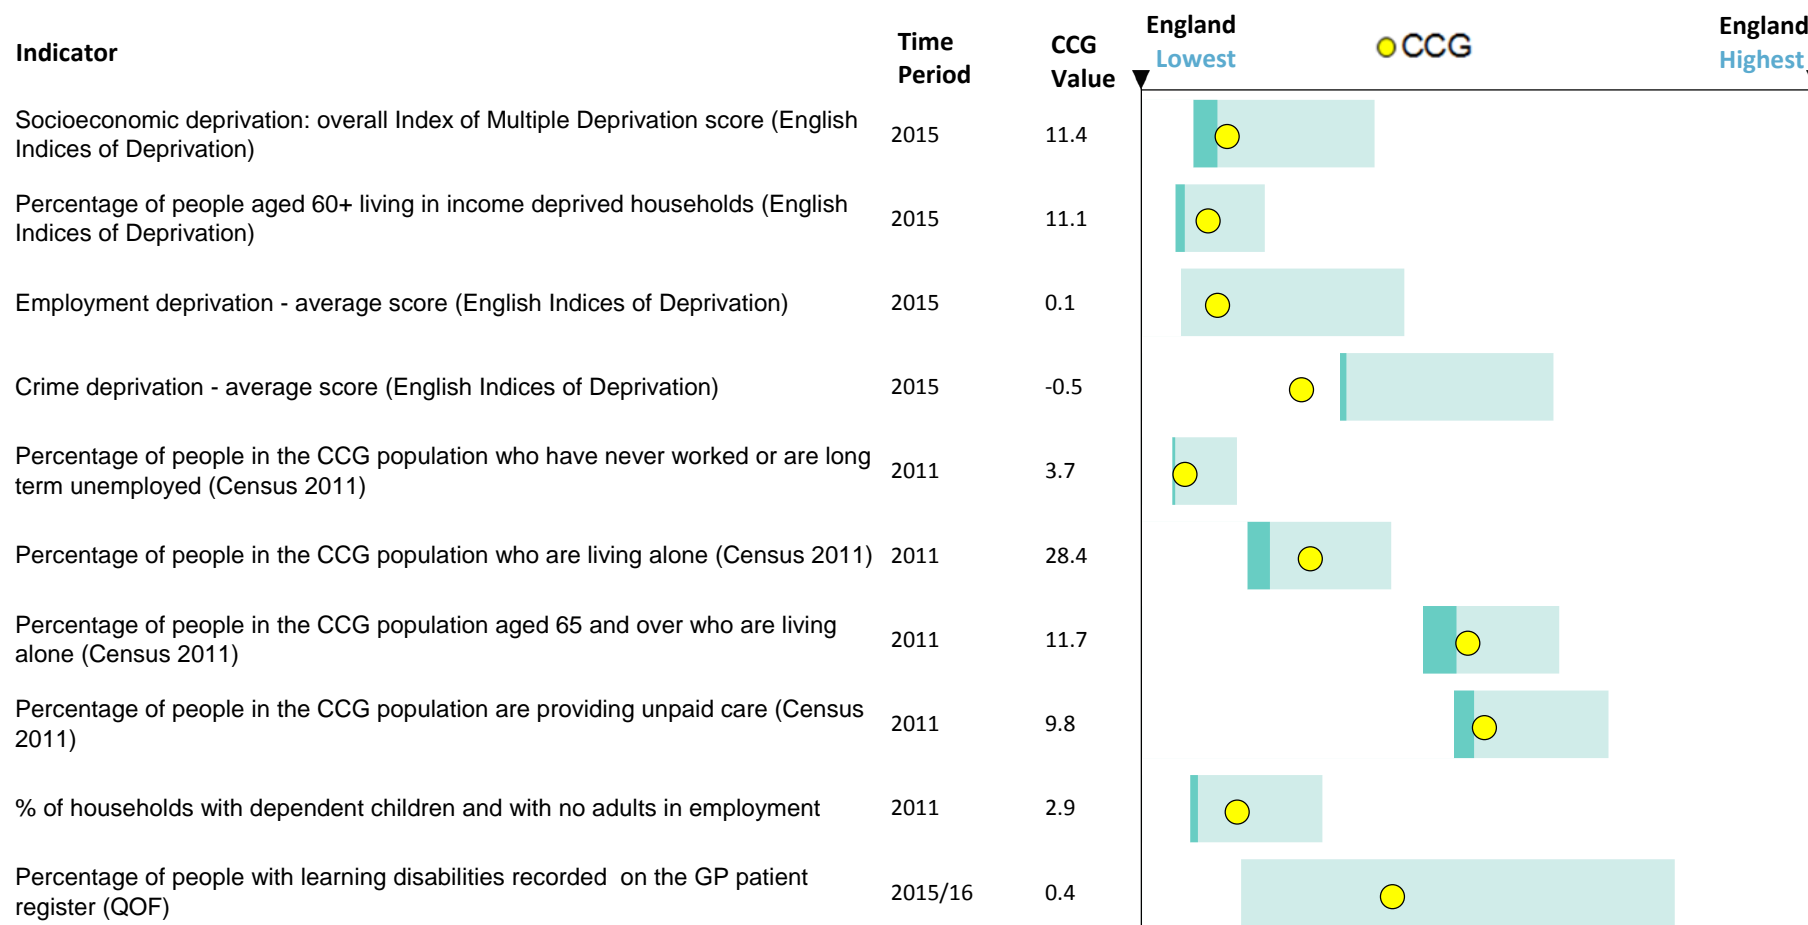 Indicator
Time
Period
CCG
Value
England
Lowest
CCG
England
Highest
Socioeconomic deprivation: overall Index of Multiple Deprivation score (English
Indices of Deprivation)
2015
11.4
Percentage of people aged 60+ living in income deprived households (English
Indices of Deprivation)
2015
11.1
Employment deprivation - average score (English Indices of Deprivation)
2015
0.1
Crime deprivation - average score (English Indices of Deprivation)
2015
-0.5
Percentage of people in the CCG population who have never worked or are long
term unemployed (Census 2011)
2011
3.7
Percentage of people in the CCG population who are living alone (Census 2011)
2011
28.4
Percentage of people in the CCG population aged 65 and over who are living
alone (Census 2011)
2011
11.7
Percentage of people in the CCG population are providing unpaid care (Census
2011)
2011
9.8
% of households with dependent children and with no adults in employment
2011
2.9
Percentage of people with learning disabilities recorded  on the GP patient
register (QOF)
2015/16
0.4